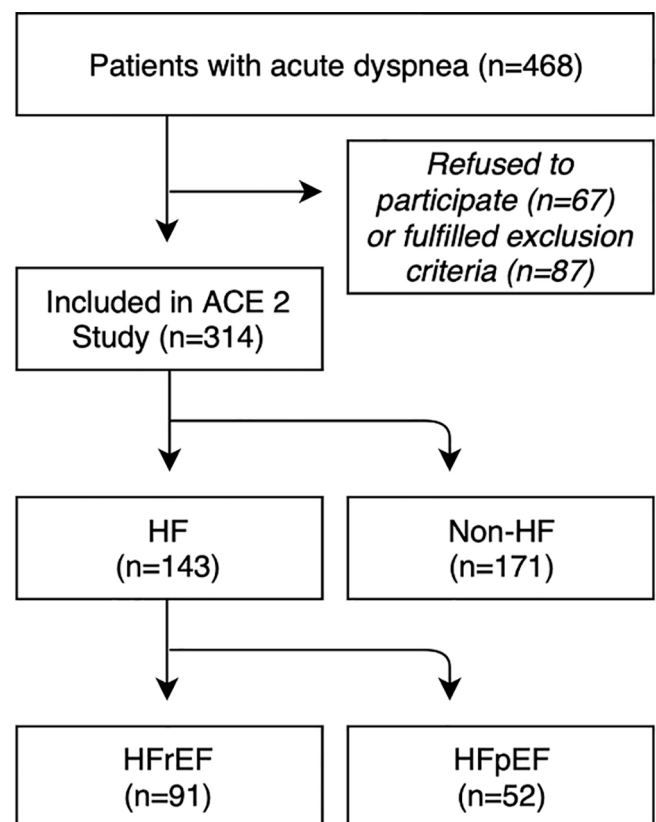 Patients with acute dyspnea (n=468)
Refused to
participate (n=67)
or fulfilled exclusion
criteria (n=87)
Included in ACE 2
Study (n=314)
HF
(n=143)
Non-HF
(n=171)
HFrEF
(n=91)
HFpEF
(n=52)